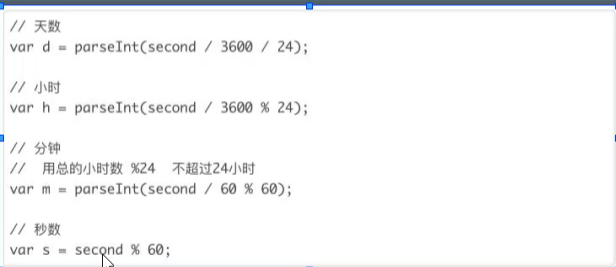 // 天数
var d = parseInt(second / 3600 / 24);
// 小时
var h = parseInt(second / 3600 % 24);
// 分钟
// 用总的小时数 %24 不超过24小时
var m = parseInt(second / 60 % 60);
// 秒数
var s = second % 60;